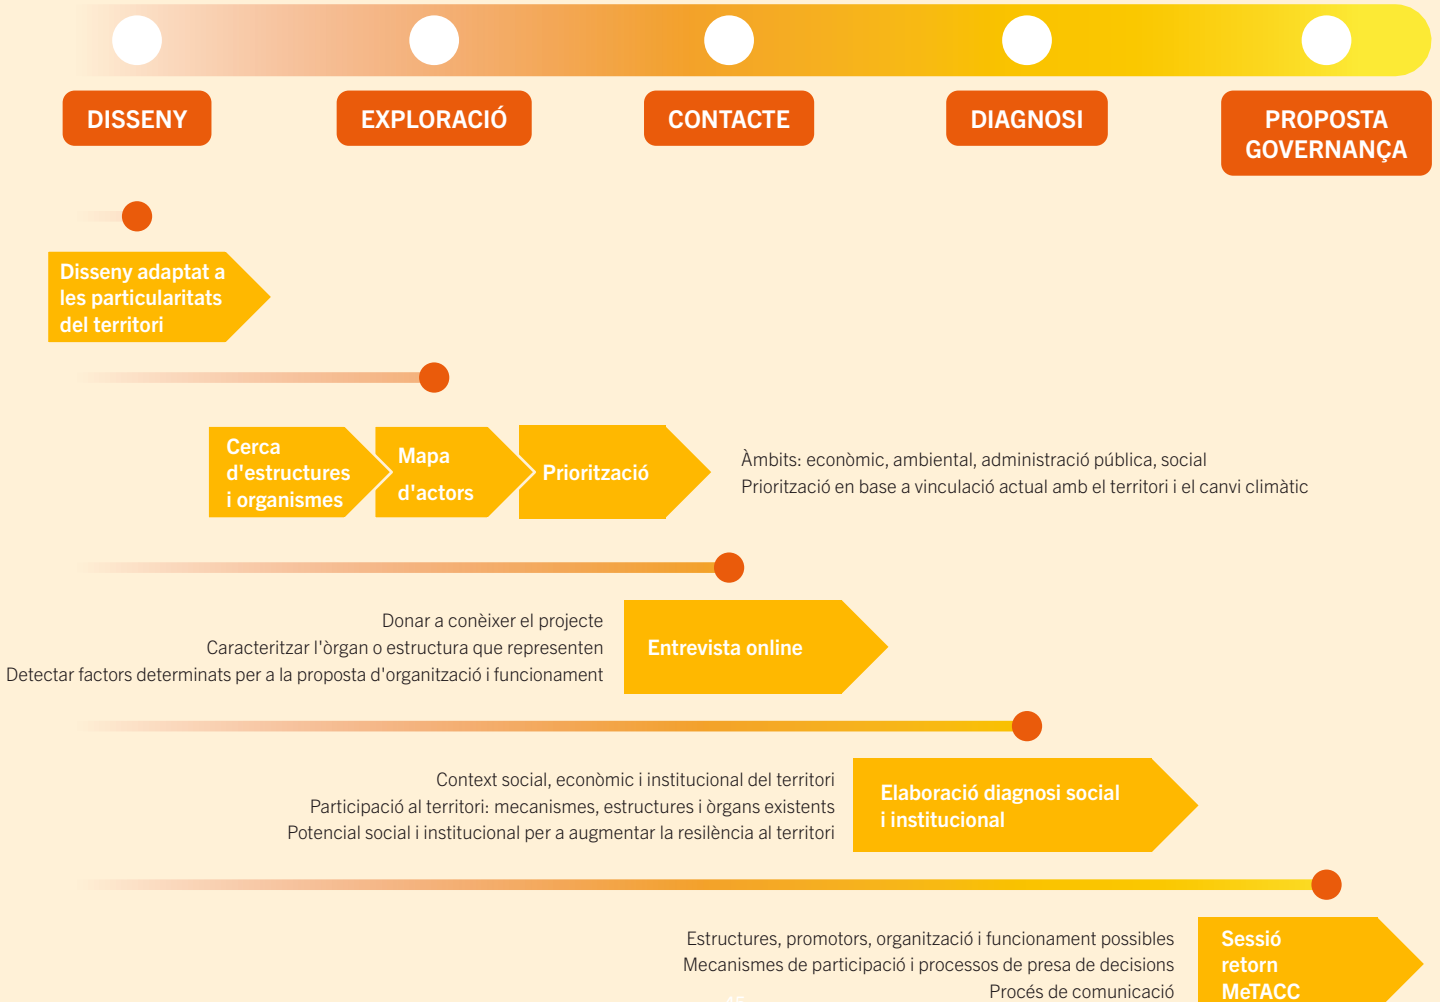 DISSENY
EXPLORACIÓ
CONTACTE
DIAGNOSI
PROPOSTA
GOVERNANÇA
Disseny adaptat a
les particularitats
del territori
Cerca
d'estructures
i organismes
Mapa
d'actors
Priorització
Àmbits: econòmic, ambiental, administració pública, social
Priorització en base a vinculació actual amb el territori i el canvi climàtic
Donar a conèixer el projecte
Caracteritzar l'òrgan o estructura que representen
Detectar factors determinats per a la proposta d'organització i funcionament
Entrevista online
Context social, econòmic i institucional del territori
Participació al territori: mecanismes, estructures i òrgans existents
Potencial social i institucional per a augmentar la resilència al territori
Elaboració diagnosi social
i institucional
Estructures, promotors, organització i funcionament possibles
Mecanismes de participació i processos de presa de decisions
Procés de comunicació
Sessió
retorn
MeTACC